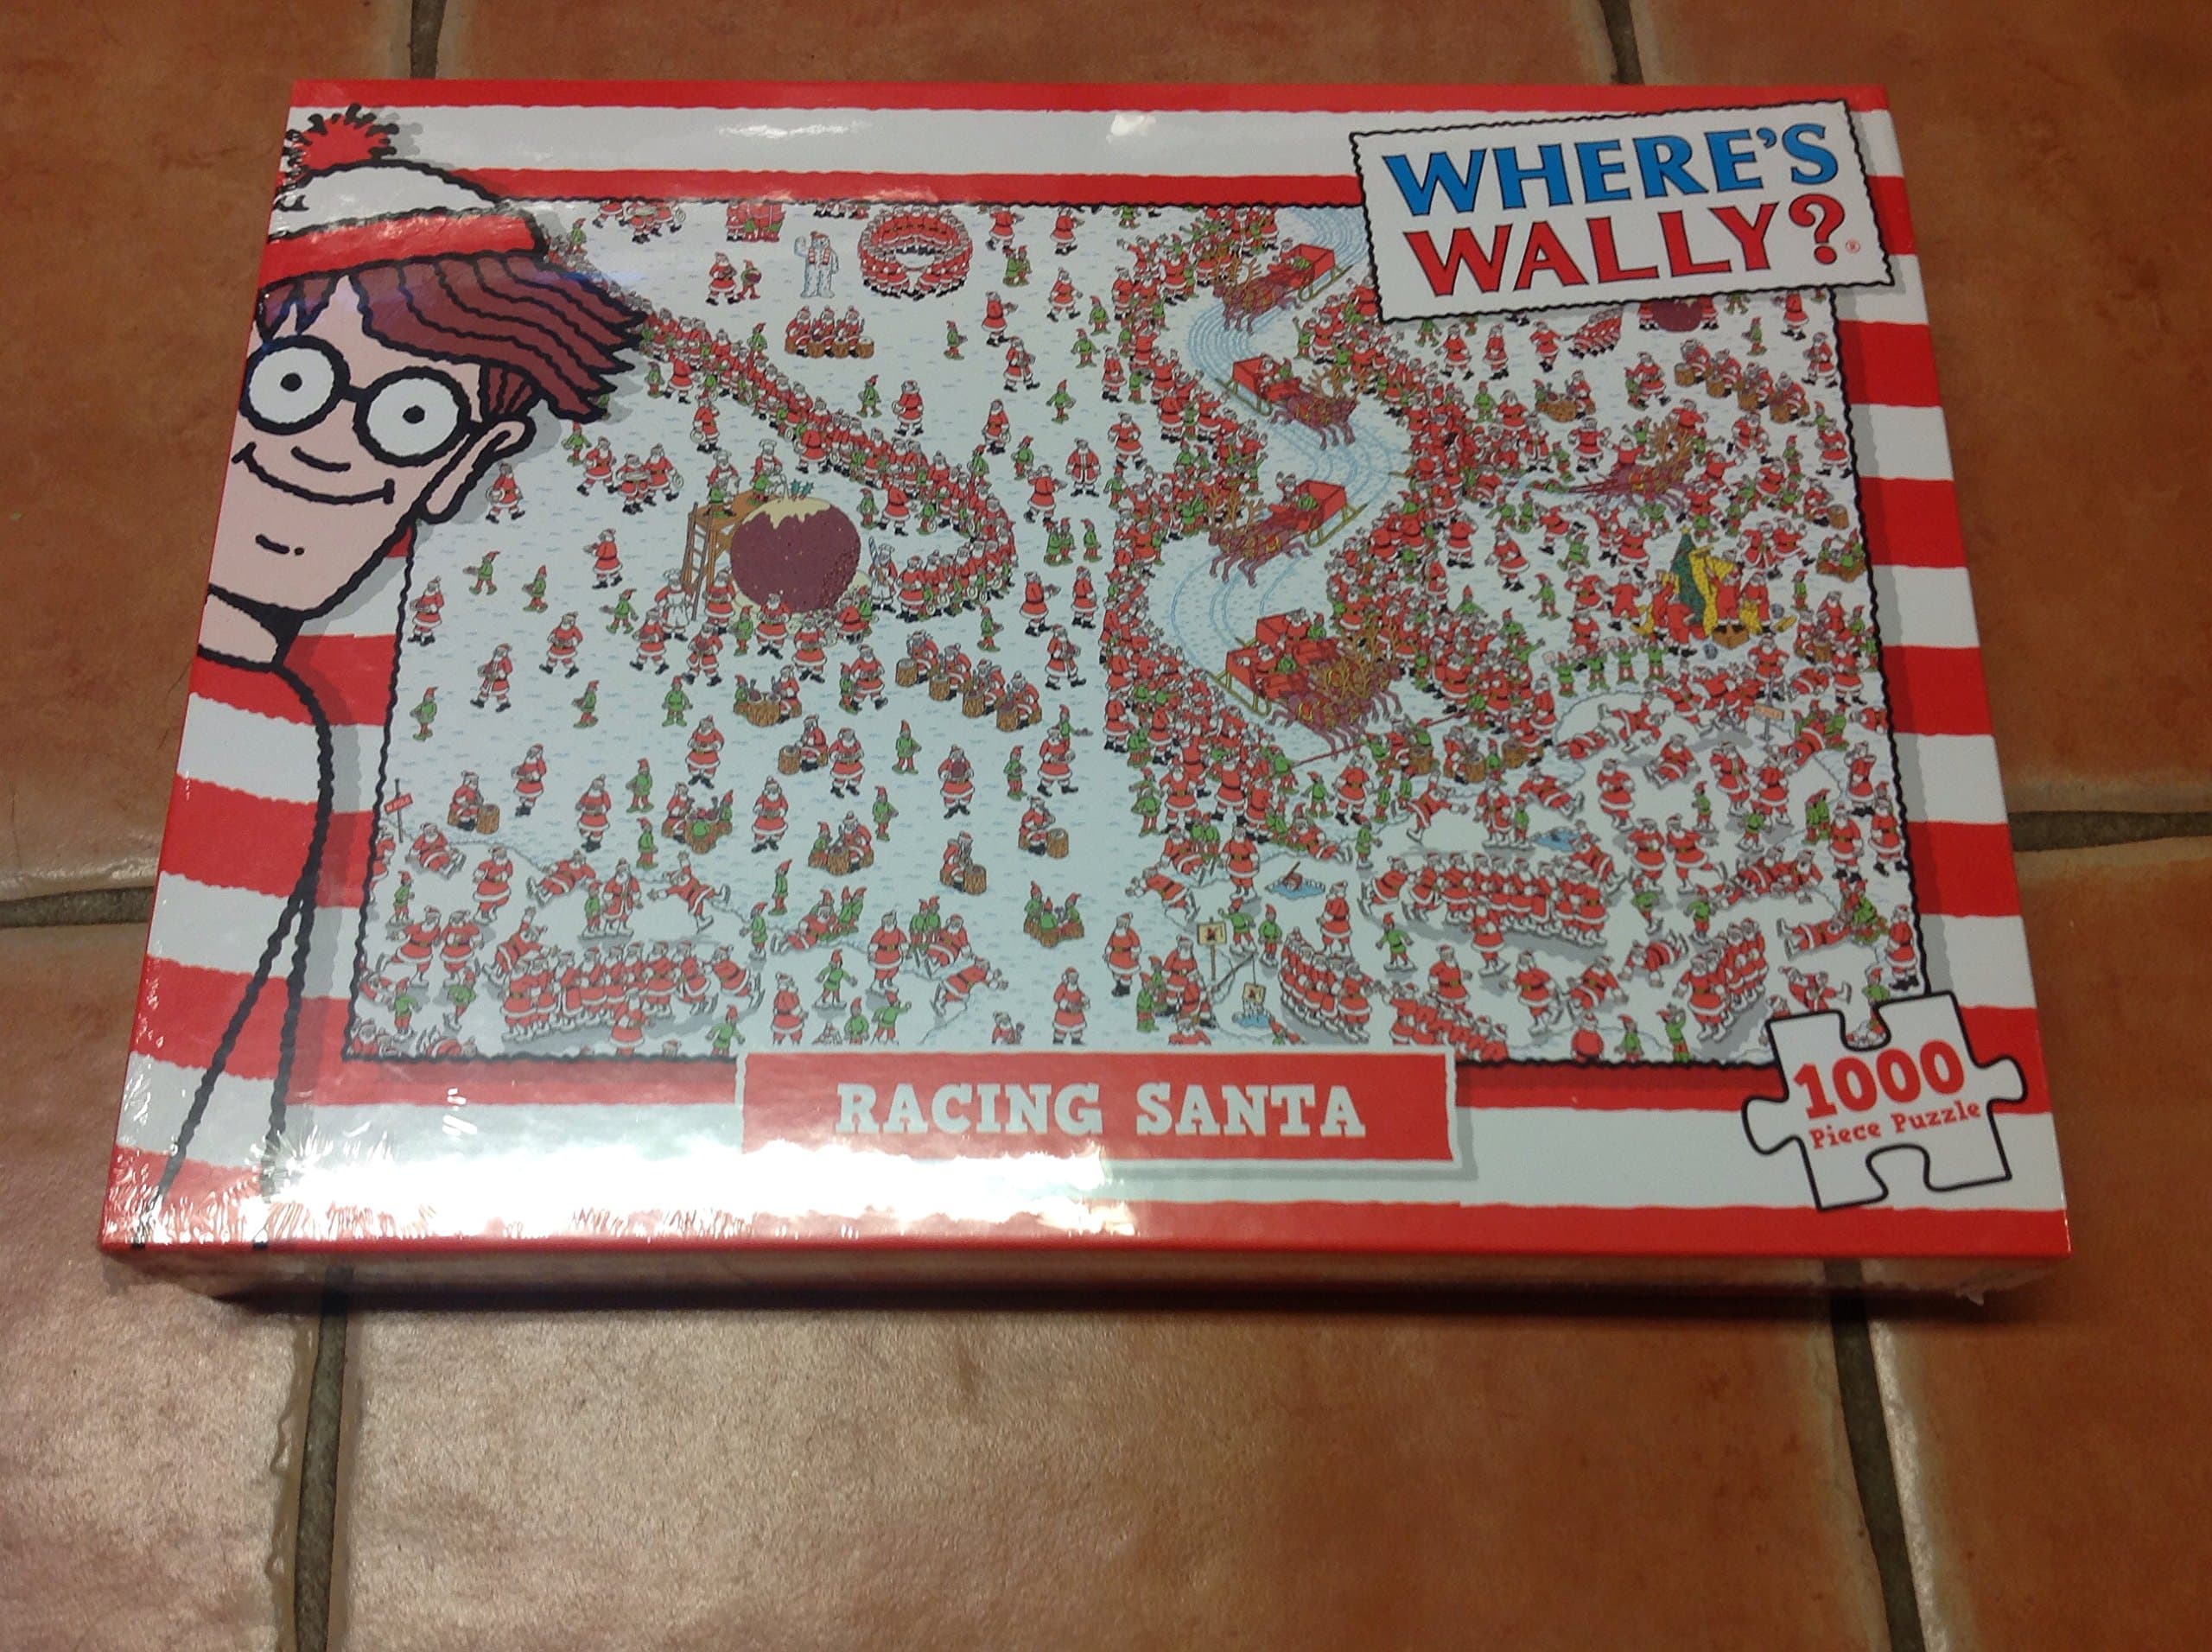 WHERE'S
WALLY?®
RACING SANTA
1000
Piece Puzzle